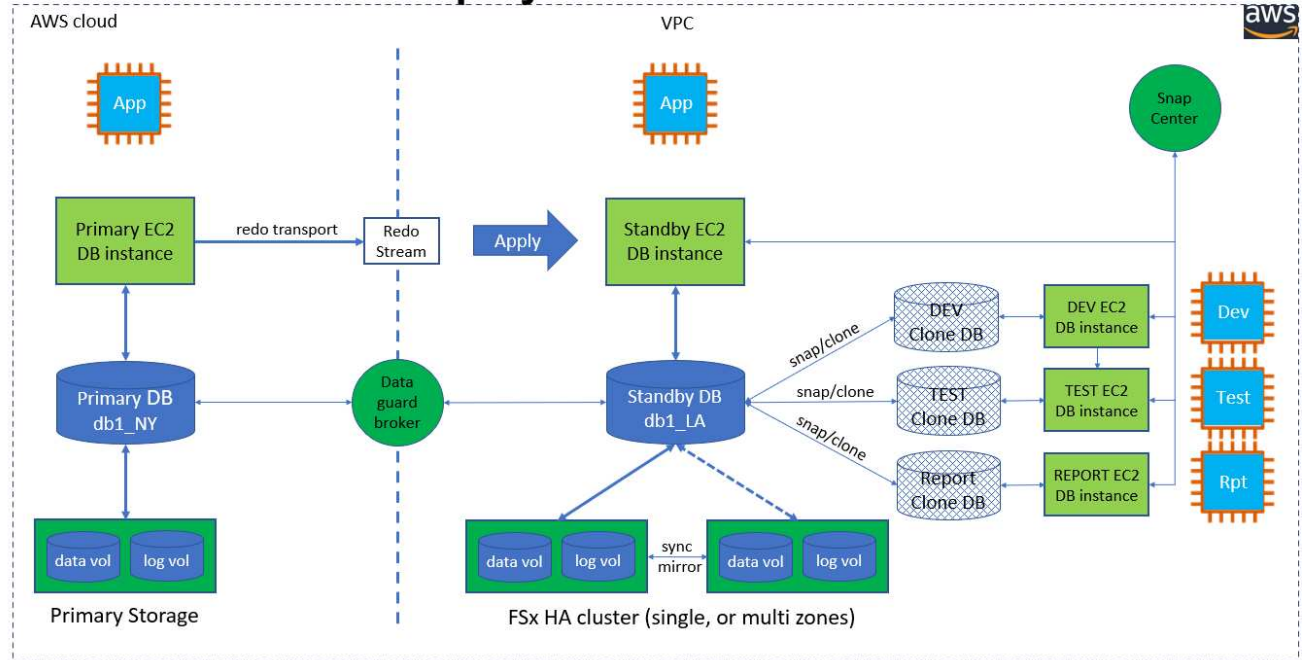 AWS cloud
VPC
aws
App
App
Snap
Center
Primary EC2
DB instance
redo transport
Redo
Stream
Apply
Standby EC2
DB instance
DEV
Clone DB
DEV EC2
DB instance
Dev
snap/clone
Primary DB
db1_NY
Data
guard
broker
Standby DB
db1_LA
snap/clone
TEST
Clone DB
TEST EC2
DB instance
Test
snap/clone
Report
Clone DB
REPORT EC2
DB instance
Rpt
data vol
log vol
data vol
log vol
sync
mirror
data vol
log vol
Primary Storage
FSx HA cluster (single, or multi zones)